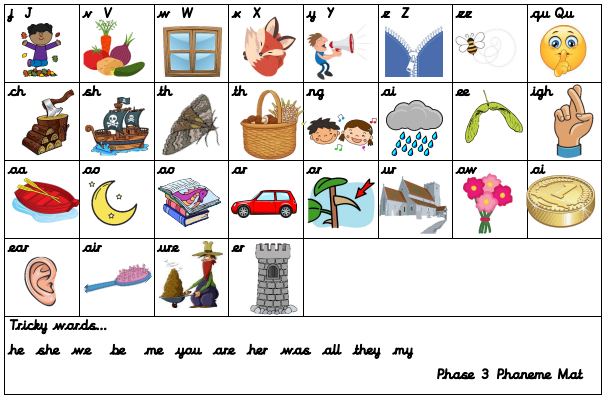 j J v V w W x X y Y z Z zz qu Qu
ch sh th th ng ai ee igh
oa oo oo ar or ur ow oi
ear air ure er
Tricky words...
he she we be me you are her was all they my
Phase 3 Phoneme Mat